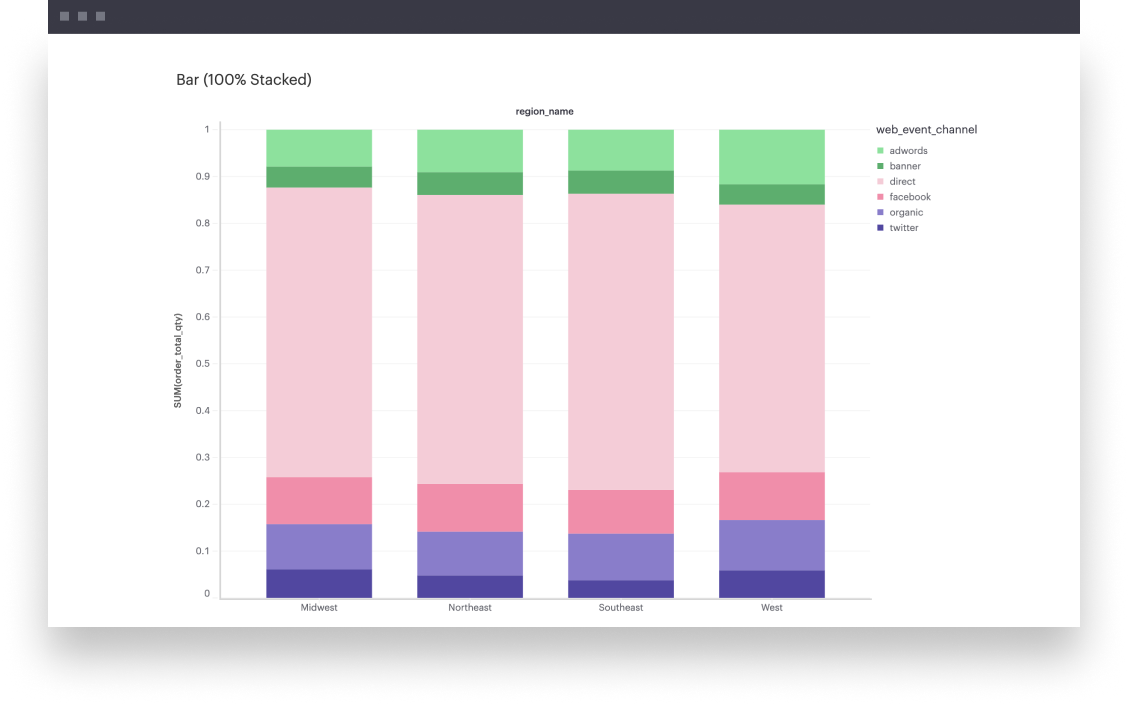 Bar (100% Stacked)
region_name
web_event_channel
adwords
banner
direct
facebook
organic
twitter
SUM(order_total_qty)
1
0.9
0.8
0.7
0.6
0.5
0.4
0.3
0.2
0.1
0
Midwest
Northeast
Southeast
West